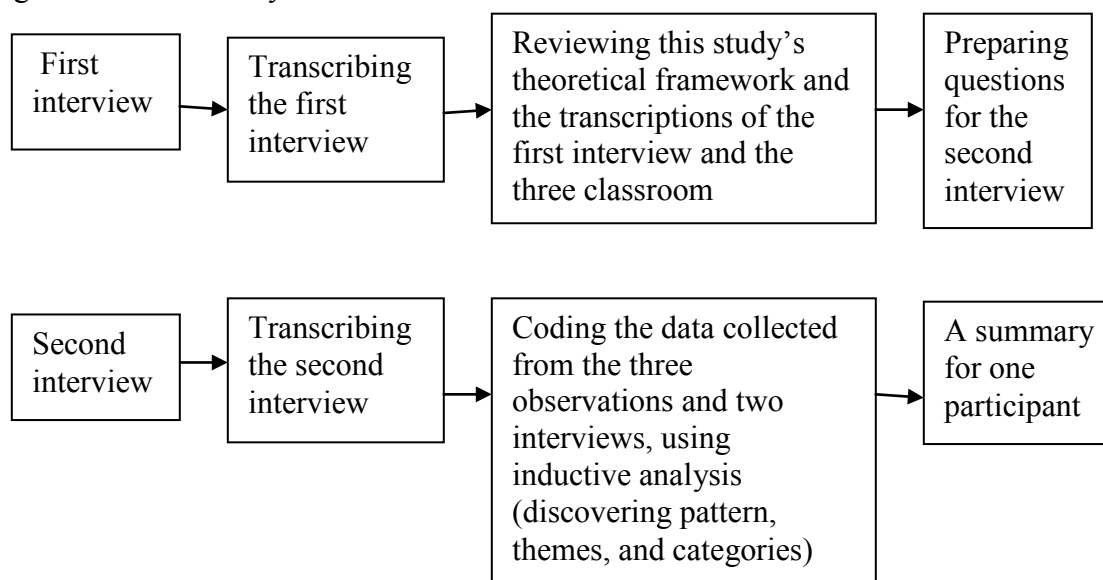 First
interview
Transcribing
the first
interview
Reviewing this study's
theoretical framework and
the transcriptions of the
first interview and the
three classroom
Preparing
questions
for the
second
interview
Second
interview
Transcribing
the second
interview
Coding the data collected
from the three
observations and two
interviews, using
inductive analysis
(discovering pattern,
themes, and categories)
A summary
for one
participant